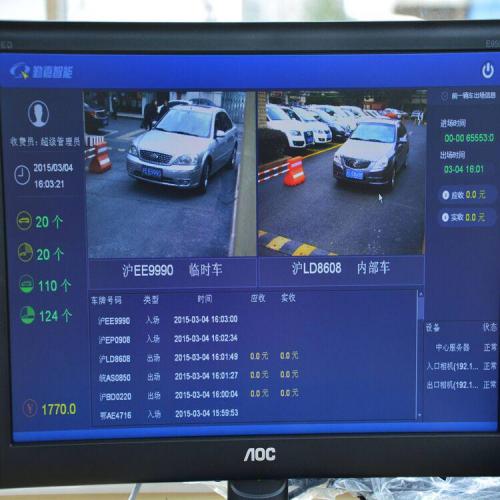 勤嘉智能
前一辆车出场信息
收费员：超级管理员
2015/03/04
16:03:21
进场时间
00-00 65553:0
出场时间
03-04 16:01
应收 0.0 元
实收 0.0 元
20 个
20 个
110 个
124 个
1770.0
沪EE9990 临时车
沪LD8608 内部车
车牌号码 类型 时间 应收 实收
沪EE9990 入场 2015-03-04 16:03:00
沪EP0908 入场 2015-03-04 16:02:34
沪LD8608 出场 2015-03-04 16:01:49 0.0 元 0.0 元
皖AS0850 出场 2015-03-04 16:01:27 0.0 元 0.0 元
沪BD0220 出场 2015-03-04 16:00:04 0.0 元 0.0 元
鄂AE4716 入场 2015-03-04 15:59:53
设备 状态
中心服务器 正常
入口相机(192.1... 正常
出口相机(192.1... 正常
AOC